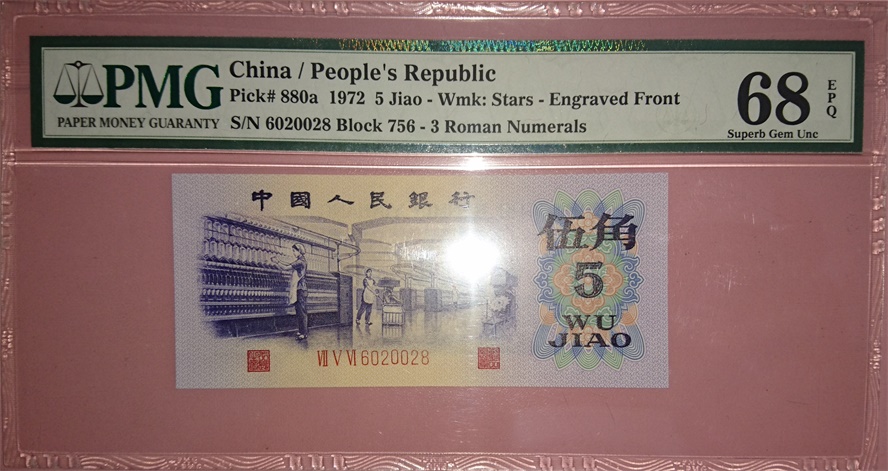 PMG
PAPER MONEY GUARANTY
China / People's Republic
Pick# 880a 1972 5 Jiao - Wmk: Stars - Engraved Front
S/N 6020028 Block 756 - 3 Roman Numerals
68
EPQ
Superb Gem Unc
中國人民銀行
伍角
5
WU
JIAO
VII V VI 6020028